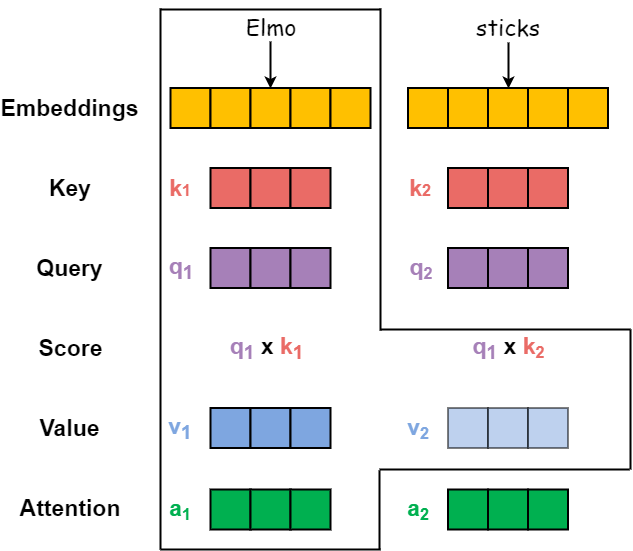 Elmo sticks
Embeddings
Key k1 k2
Query q1 q2
Score q1 x k1 q1 x k2
Value v1 v2
Attention a1 a2